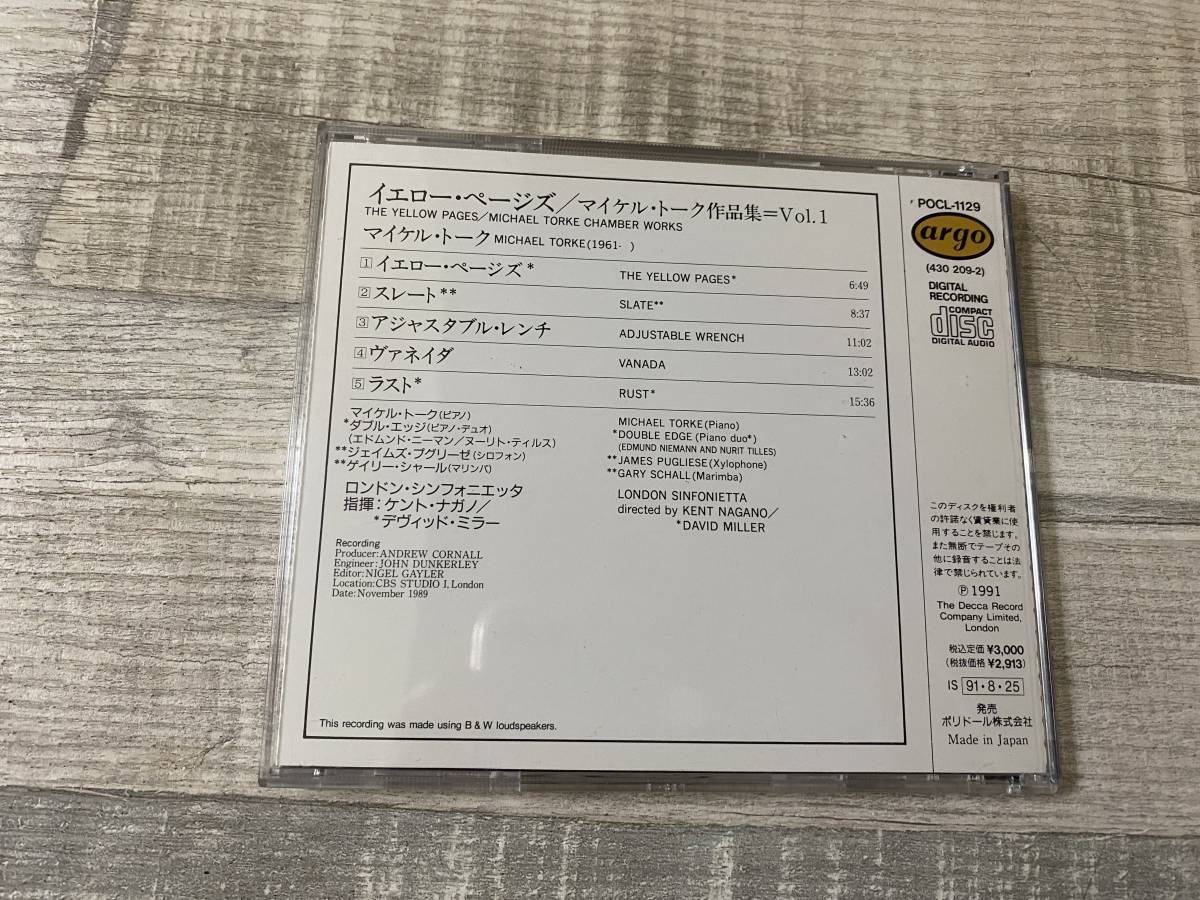 イエロー・ページズ／マイケル・トーク作品集＝Vol.1
THE YELLOW PAGES／MICHAEL TORKE CHAMBER WORKS
マイケル・トーク MICHAEL TORKE(1961- )
1 イエロー・ページズ* THE YELLOW PAGES* 6:49
2 スレート** SLATE** 8:37
3 アジャスタブル・レンチ ADJUSTABLE WRENCH 11:02
4 ヴァネイダ VANADA 13:02
5 ラスト* RUST* 15:36
マイケル・トーク(ピアノ)
*ダブル・エッジ(ピアノ・デュオ)
(エドムンド・ニーマン／ヌーリト・ティルス)
**ジェイムズ・プグリーゼ(シロフォン)
**ゲイリー・シャール(マリンバ)
MICHAEL TORKE(Piano)
*DOUBLE EDGE(Piano duo*)
(EDMUND NIEMANN AND NURIT TILLES)
**JAMES PUGLIESE(Xylophone)
**GARY SCHALL(Marimba)
ロンドン・シンフォニエッタ
指揮：ケント・ナガノ／
*デヴィッド・ミラー
LONDON SINFONIETTA
directed by KENT NAGANO／
*DAVID MILLER
Recording
Producer:ANDREW CORNALL
Engineer:JOHN DUNKERLEY
Editor:NIGEL GAYLER
Location:CBS STUDIO I, London
Date:November 1989
This recording was made using B & W loudspeakers.
POCL-1129
argo
(430 209-2)
DIGITAL
RECORDING
COMPACT
disc
DIGITAL AUDIO
このディスクを権利者
の許諾なく賃貸業に使
用することを禁じます。
また無断でテープその
他に録音することは法
律で禁じられています。
Ⓟ1991
The Decca Record
Company Limited,
London
税込定価 ¥3,000
(税抜価格 ¥2,913)
IS 91・8・25
発売
ポリドール株式会社
Made in Japan